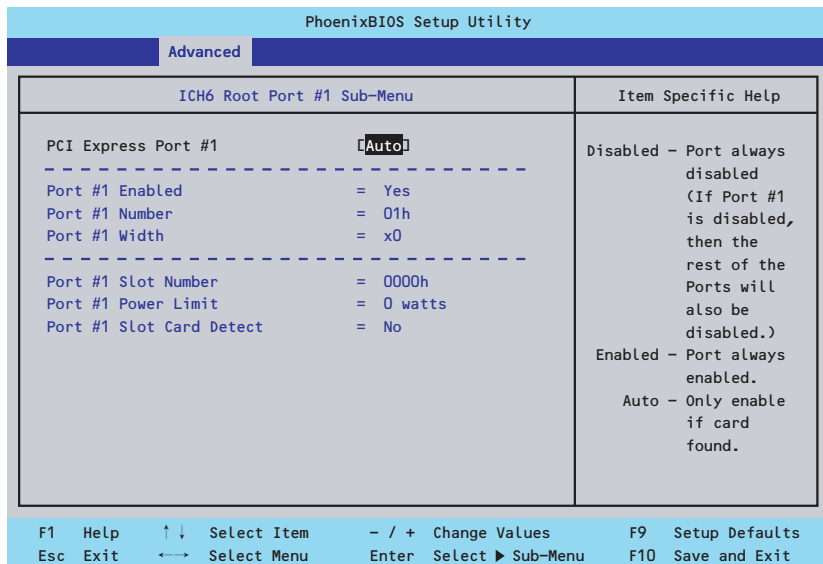 PhoenixBIOS Setup Utility
Advanced
ICH6 Root Port #1 Sub-Menu
Item Specific Help
PCI Express Port #1 [Auto]
Port #1 Enabled = Yes
Port #1 Number = 01h
Port #1 Width = x0
Port #1 Slot Number = 0000h
Port #1 Power Limit = 0 watts
Port #1 Slot Card Detect = No
Disabled – Port always
disabled
(If Port #1
is disabled,
then the
rest of the
Ports will
also be
disabled.)
Enabled – Port always
enabled.
Auto – Only enable
if card
found.
F1 Help ↑↓ Select Item – / + Change Values F9 Setup Defaults
Esc Exit ←→ Select Menu Enter Select ▶ Sub-Menu F10 Save and Exit